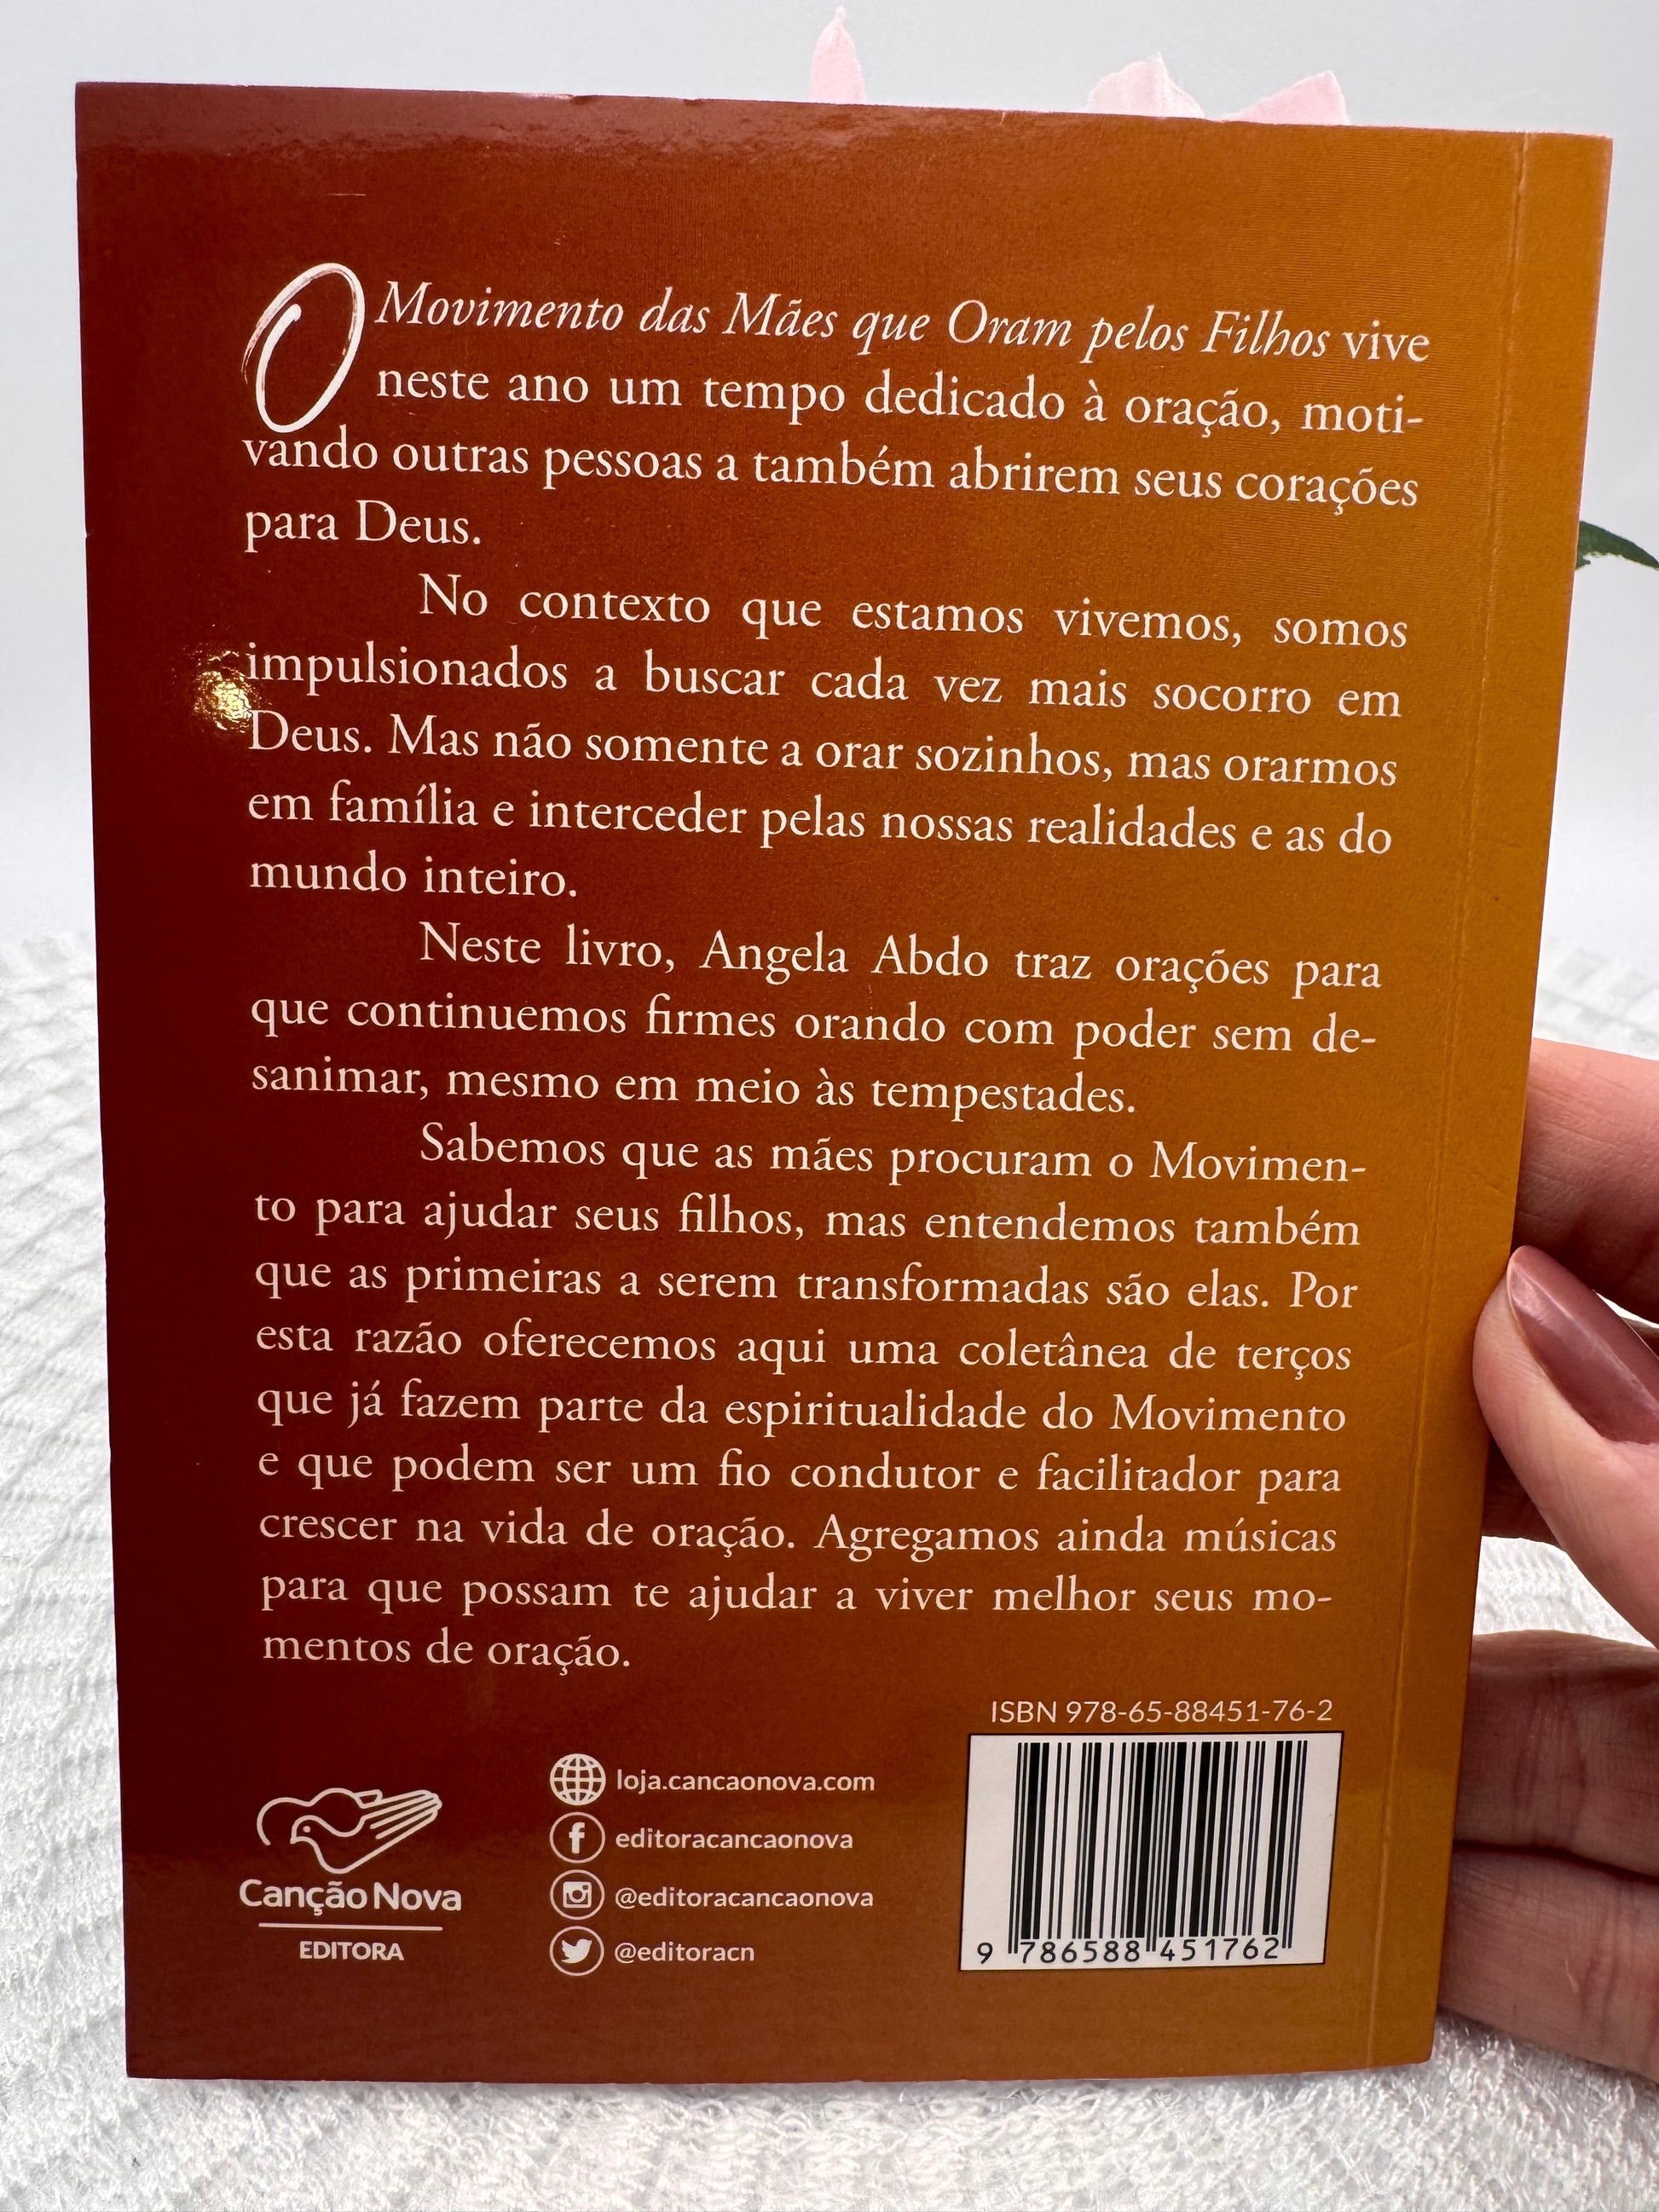 O Movimento das Mães que Oram pelos Filhos vive
neste ano um tempo dedicado à oração, moti-
vando outras pessoas a também abrirem seus corações
para Deus.
No contexto que estamos vivemos, somos
impulsionados a buscar cada vez mais socorro em
Deus. Mas não somente a orar sozinhos, mas orarmos
em família e interceder pelas nossas realidades e as do
mundo inteiro.
Neste livro, Angela Abdo traz orações para
que continuemos firmes orando com poder sem de-
sanimar, mesmo em meio às tempestades.
Sabemos que as mães procuram o Movimen-
to para ajudar seus filhos, mas entendemos também
que as primeiras a serem transformadas são elas. Por
esta razão oferecemos aqui uma coletânea de terços
que já fazem parte da espiritualidade do Movimento
e que podem ser um fio condutor e facilitador para
crescer na vida de oração. Agregamos ainda músicas
para que possam te ajudar a viver melhor seus mo-
mentos de oração.
Canção Nova
EDITORA
loja.cancaonova.com
editoracancaonova
@editoracancaonova
@editoracn
ISBN 978-65-88451-76-2
9 786588 451762